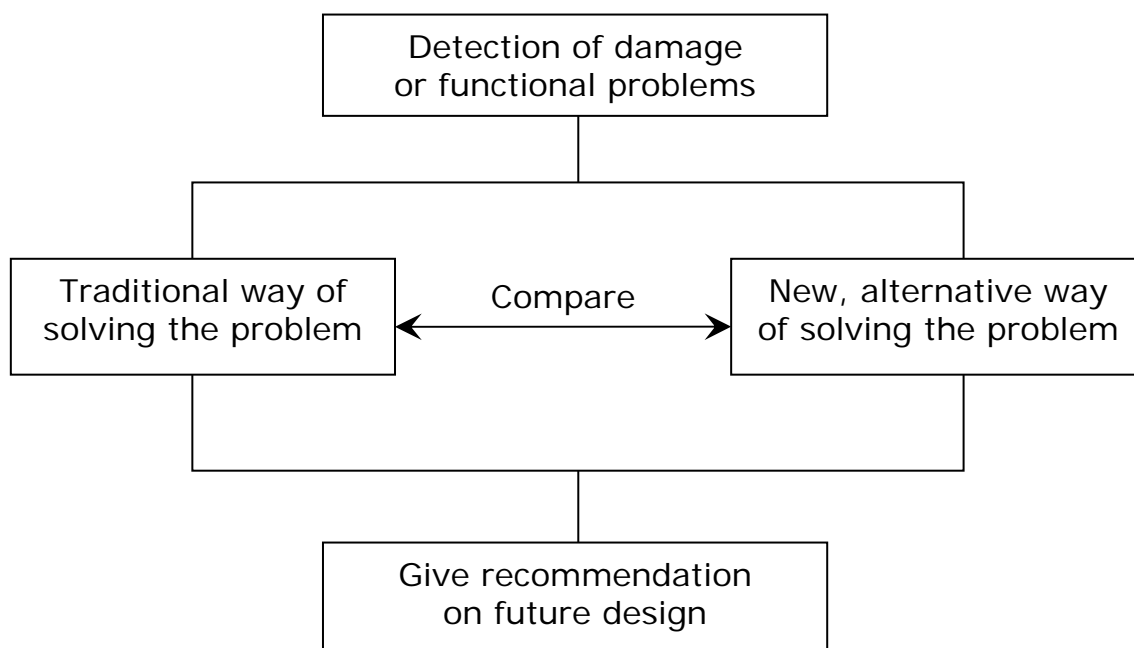 Detection of damage
or functional problems
Traditional way of
solving the problem
Compare
New, alternative way
of solving the problem
Give recommendation
on future design